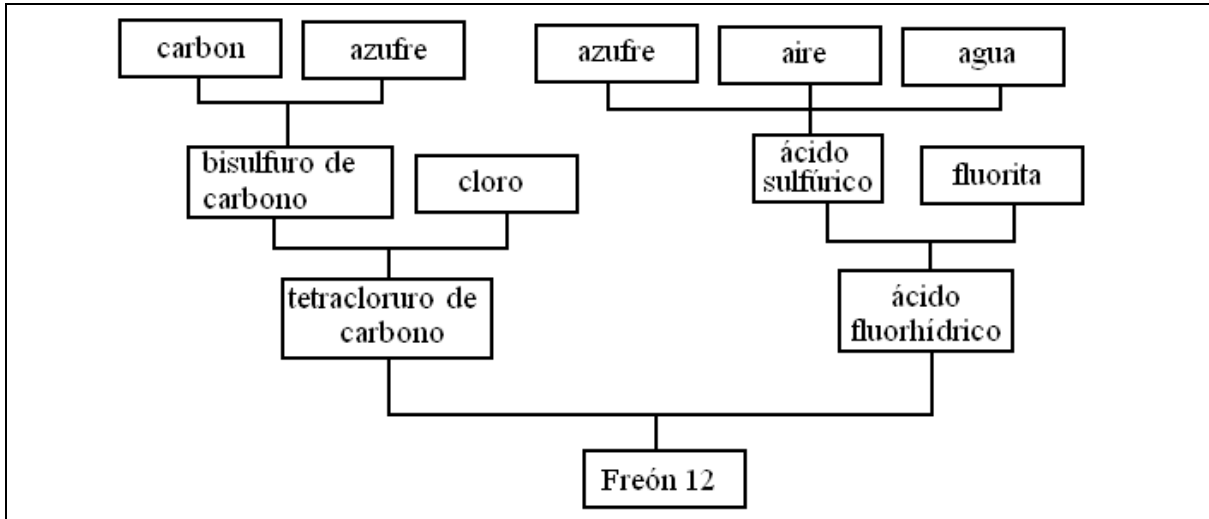 carbon
azufre
azufre
aire
agua
bisulfuro de
carbono
cloro
ácido
sulfúrico
fluorita
tetracloruro de
carbono
ácido
fluorhídrico
Freón 12